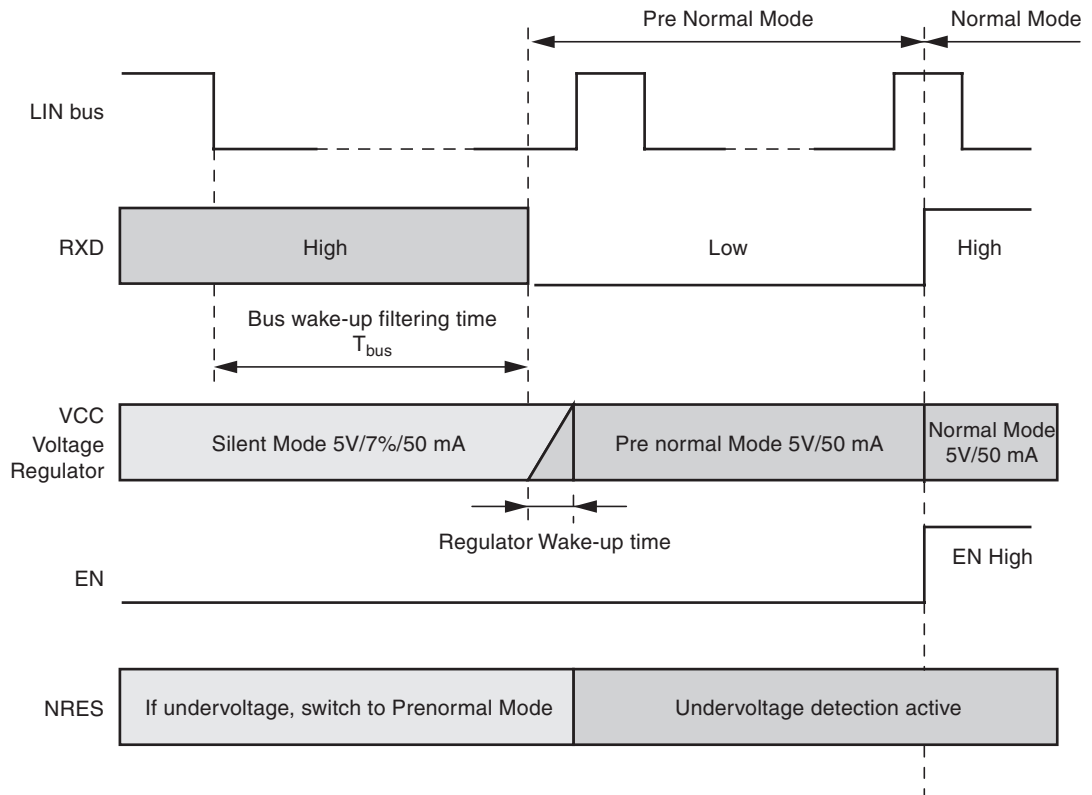 Pre Normal Mode
Normal Mode
LIN bus
RXD
High
Low
High
Bus wake-up filtering time
Tbus
VCC
Voltage
Regulator
Silent Mode 5V/7%/50 mA
Pre normal Mode 5V/50 mA
Normal Mode
5V/50 mA
Regulator Wake-up time
EN
EN High
NRES
If undervoltage, switch to Prenormal Mode
Undervoltage detection active